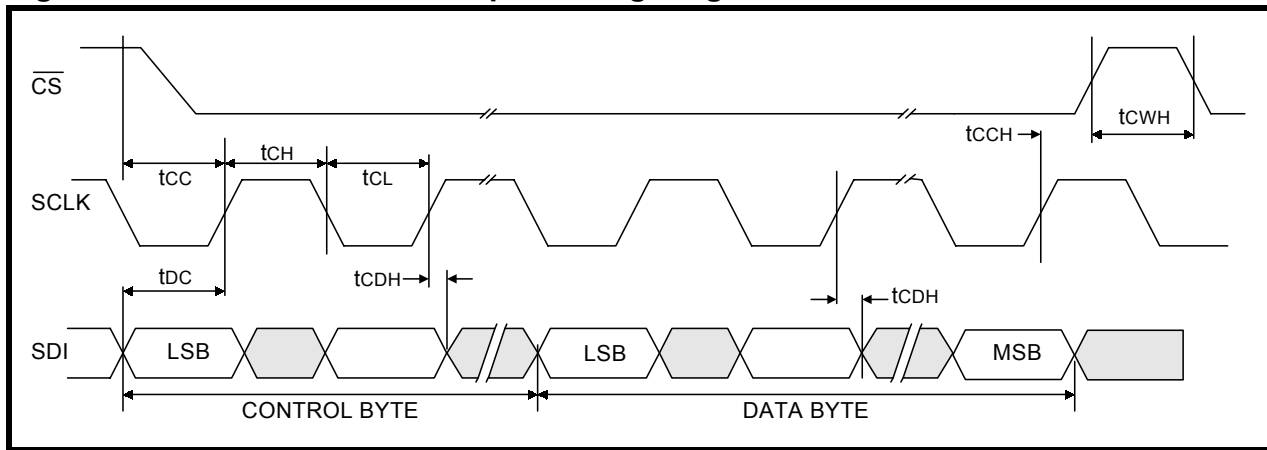 CS
tCCH
tCWH
tCC
tCH
tCL
SCLK
tDC
tCDH
tCDH
SDI
LSB
LSB
MSB
CONTROL BYTE
DATA BYTE